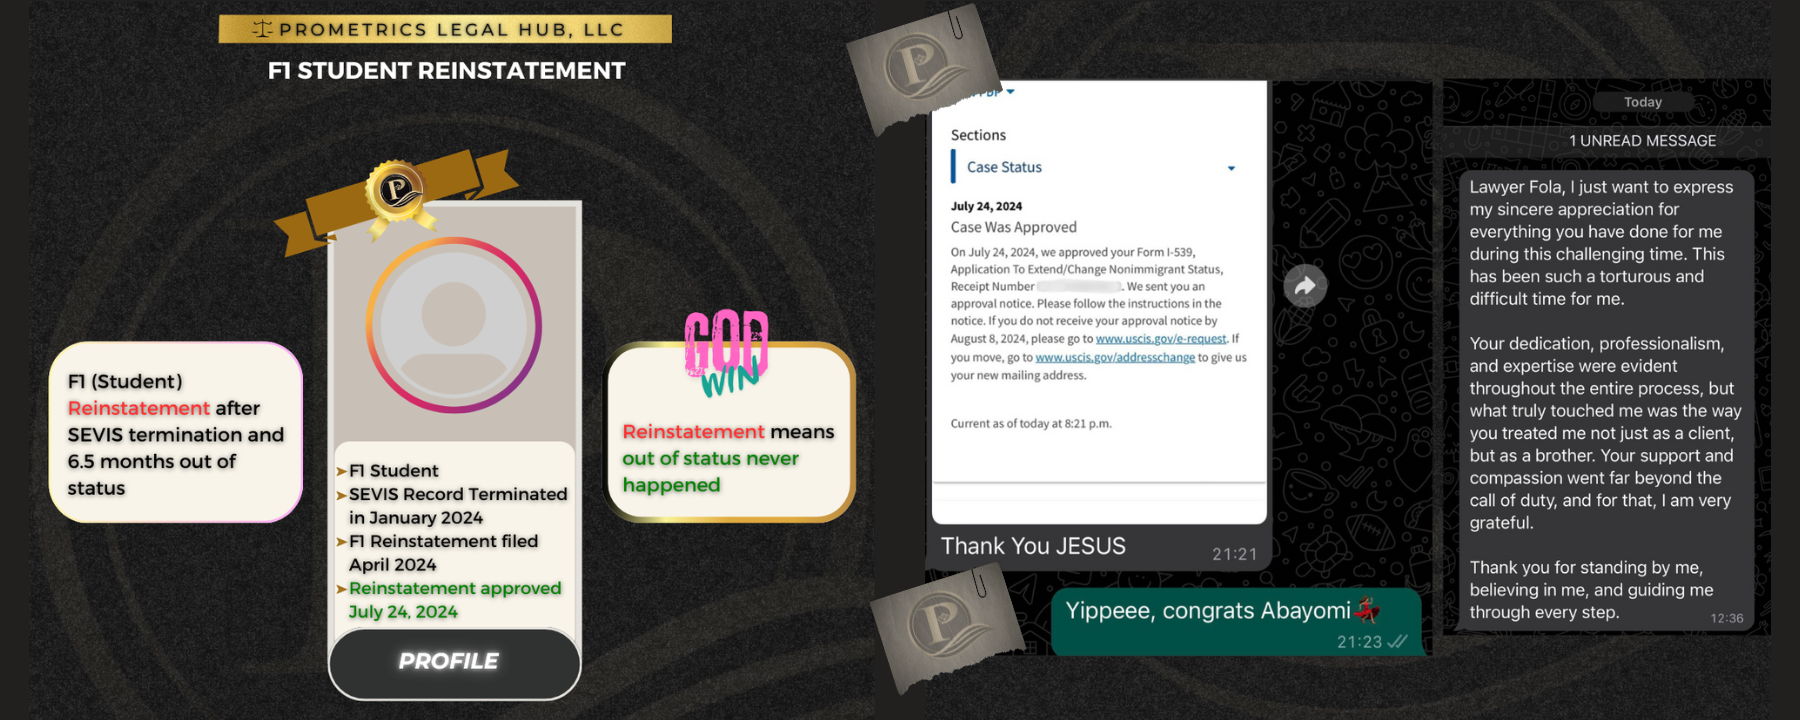 PROMETRICS LEGAL HUB, LLC
F1 STUDENT REINSTATEMENT
P
F1 (Student)
Reinstatement after
SEVIS termination and
6.5 months out of
status
F1 Student
SEVIS Record Terminated
in January 2024
F1 Reinstatement filed
April 2024
Reinstatement approved
July 24, 2024
PROFILE
GOD
WIN
Reinstatement means
out of status never
happened
P
Sections
Case Status
July 24, 2024
Case Was Approved
On July 24, 2024, we approved your Form I-539,
Application To Extend/Change Nonimmigrant Status,
Receipt Number . We sent you an
approval notice. Please follow the instructions in the
notice. If you do not receive your approval notice by
August 8, 2024, please go to www.uscis.gov/e-request. If
you move, go to www.uscis.gov/addresschange to give us
your new mailing address.
Current as of today at 8:21 p.m.
Thank You JESUS
21:21
P
Yippeee, congrats Abayomi💃
21:23
Today
1 UNREAD MESSAGE
Lawyer Fola, I just want to express
my sincere appreciation for
everything you have done for me
during this challenging time. This
has been such a torturous and
difficult time for me.
Your dedication, professionalism,
and expertise were evident
throughout the entire process, but
what truly touched me was the way
you treated me not just as a client,
but as a brother. Your support and
compassion went far beyond the
call of duty, and for that, I am very
grateful.
Thank you for standing by me,
believing in me, and guiding me
through every step.
12:36